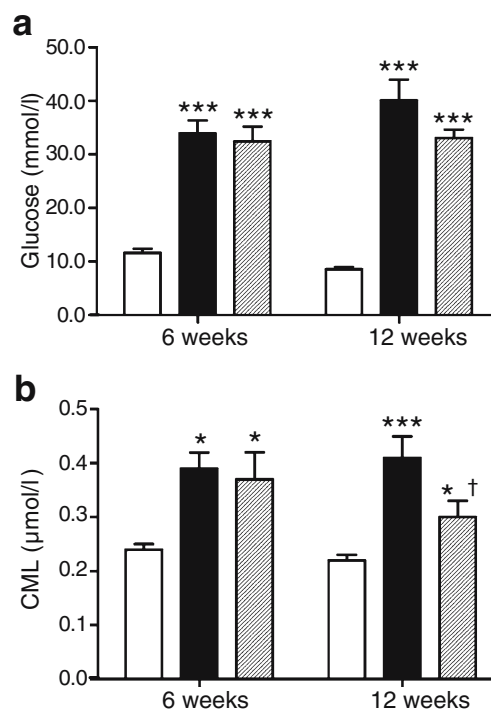 a
Glucose (mmol/l)
50.0
40.0
30.0
20.0
10.0
0.0
*** ***
*** ***
6 weeks 12 weeks
b
CML (μmol/l)
0.5
0.4
0.3
0.2
0.1
0.0
* *
*** * †
6 weeks 12 weeks